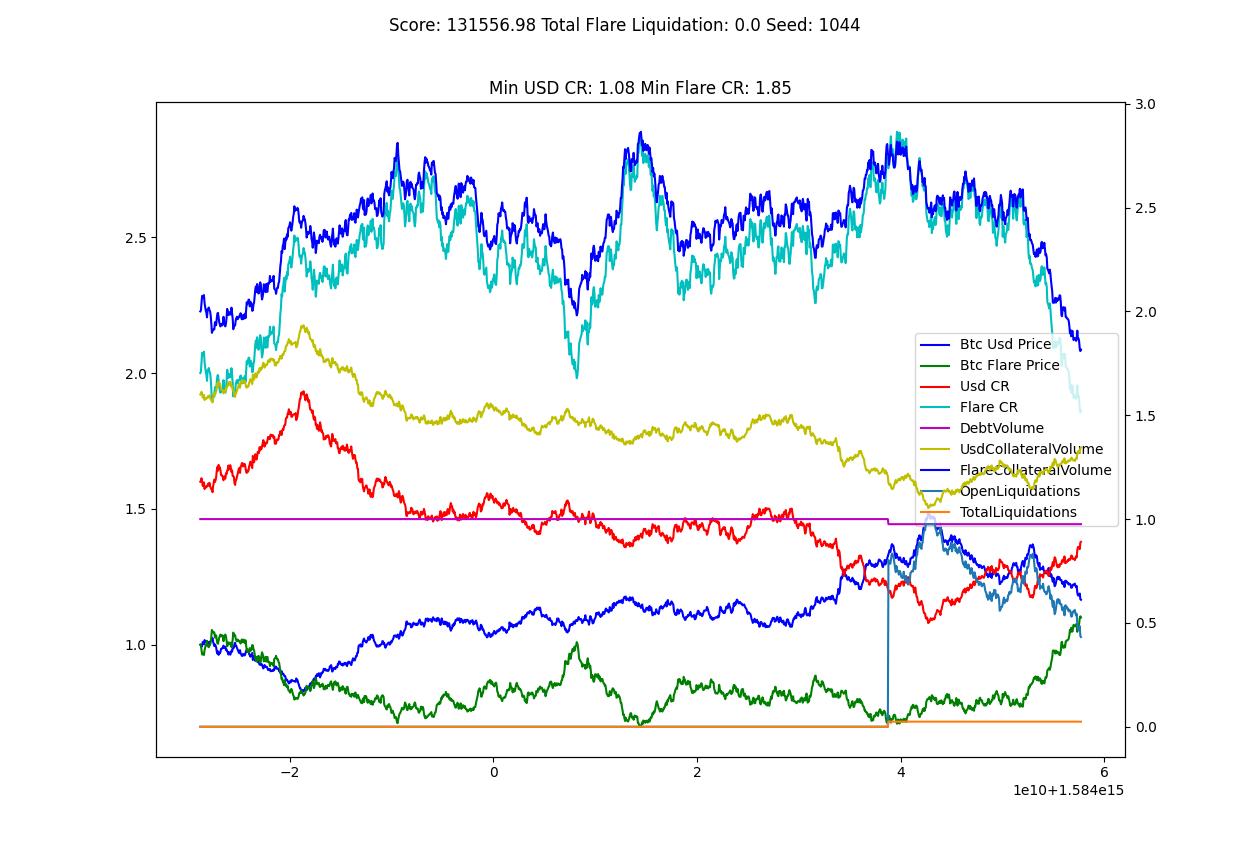 Score: 131556.98 Total Flare Liquidation: 0.0 Seed: 1044
Min USD CR: 1.08 Min Flare CR: 1.85
3.0
2.5
2.0
1.5
1.0
0.5
0.0
2.5
2.0
1.5
1.0
Btc Usd Price
Btc Flare Price
Usd CR
Flare CR
DebtVolume
UsdCollateralVolume
FlareCollateralVolume
OpenLiquidations
TotalLiquidations
−2 0 2 4 6
1e10+1.584e15